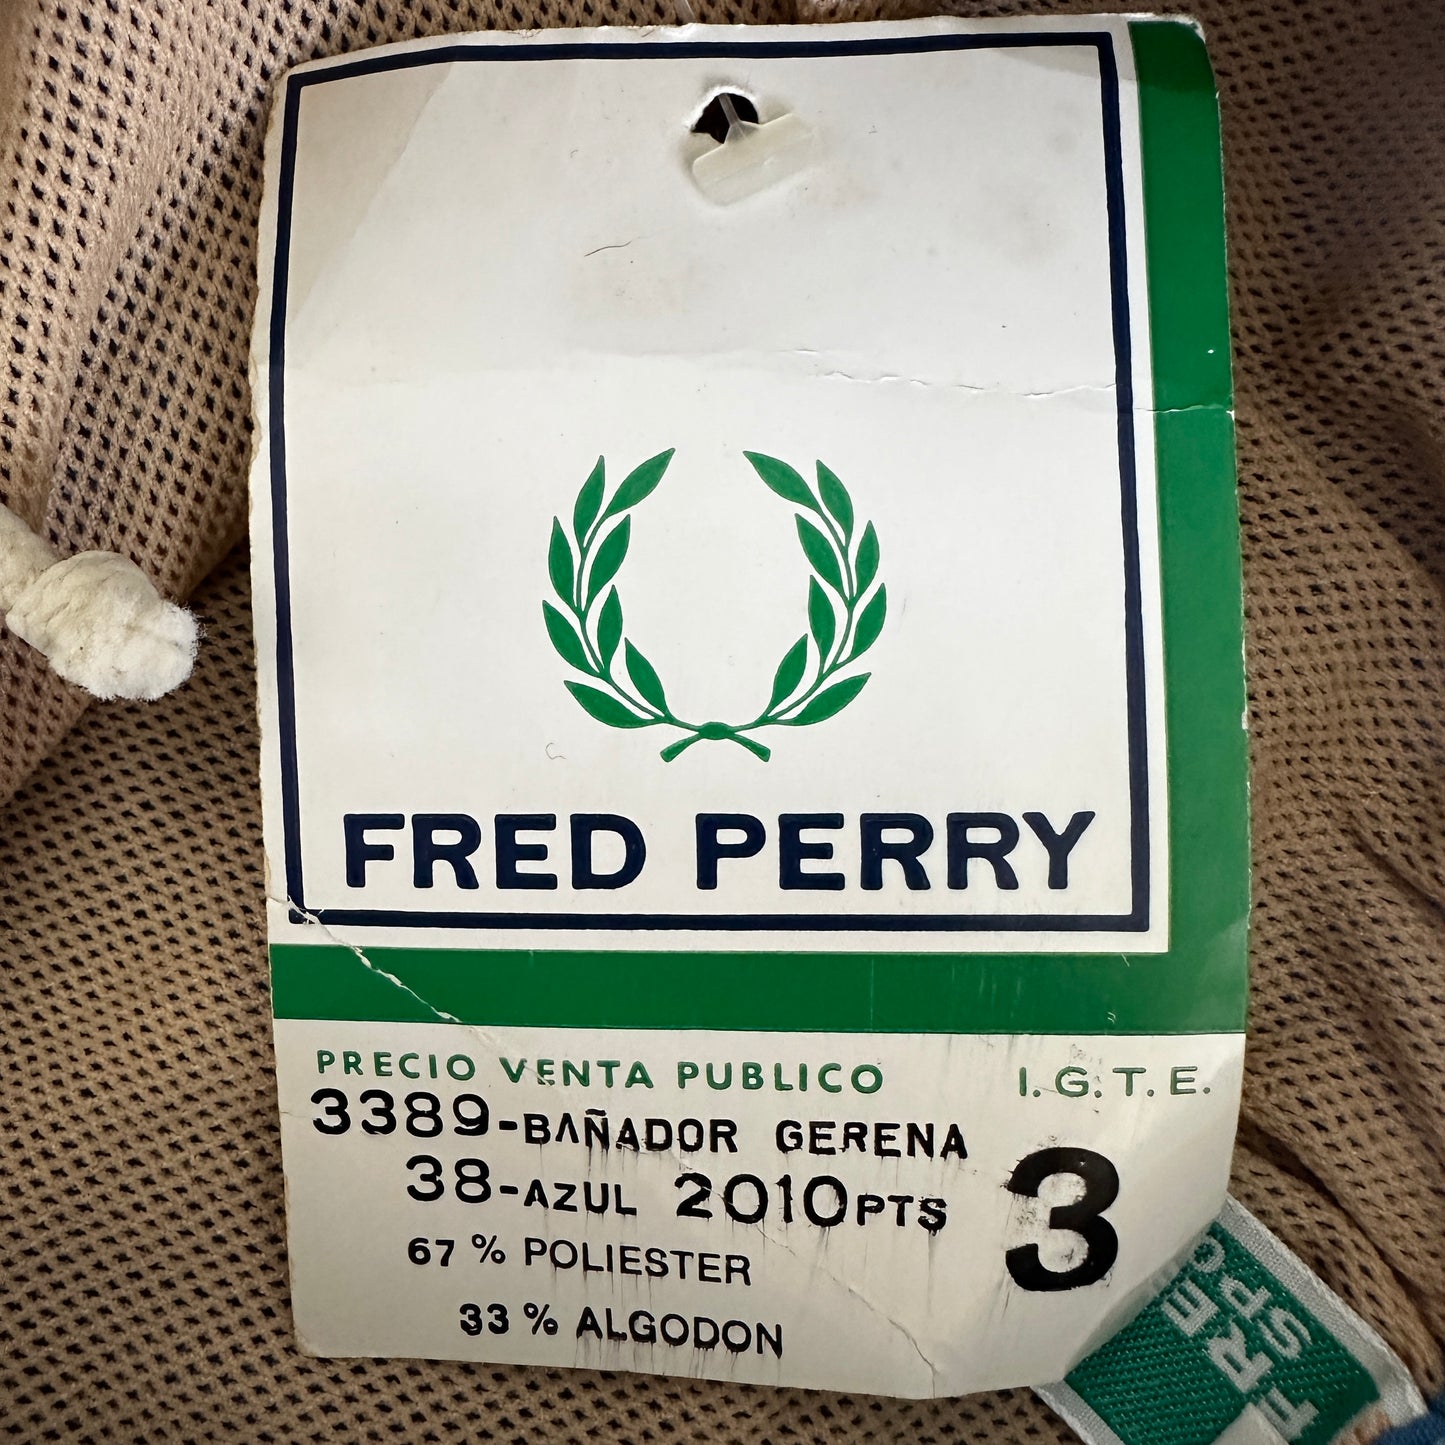 FRED PERRY
PRECIO VENTA PUBLICO I.G.T.E.
3389-BAÑADOR GERENA
38-AZUL 2010PTS 3
67 % POLIESTER
33 % ALGODON